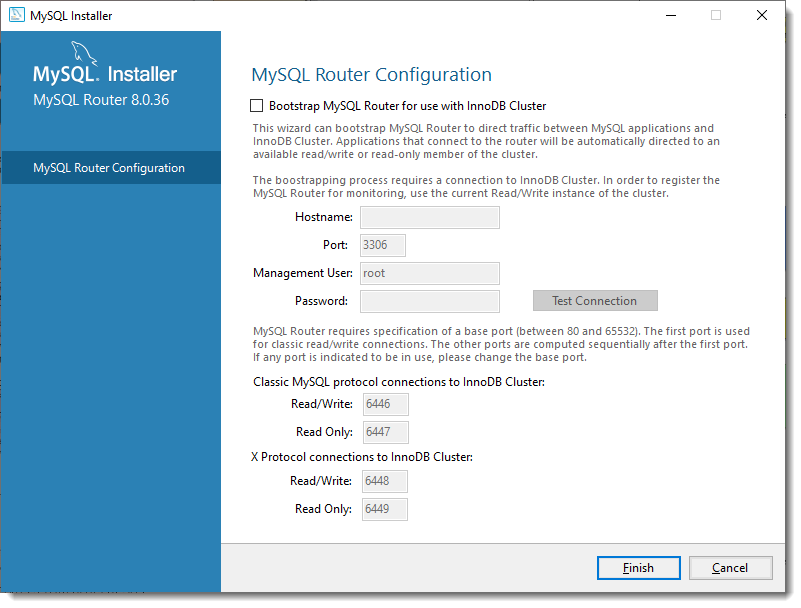 MySQL Installer
MySQL. Installer
MySQL Router 8.0.36
MySQL Router Configuration
MySQL Router Configuration
Bootstrap MySQL Router for use with InnoDB Cluster
This wizard can bootstrap MySQL Router to direct traffic between MySQL applications and
InnoDB Cluster. Applications that connect to the router will be automatically directed to an
available read/write or read-only member of the cluster.
The boostrapping process requires a connection to InnoDB Cluster. In order to register the
MySQL Router for monitoring, use the current Read/Write instance of the cluster.
Hostname:
Port: 3306
Management User: root
Password: Test Connection
MySQL Router requires specification of a base port (between 80 and 65532). The first port is used
for classic read/write connections. The other ports are computed sequentially after the first port.
If any port is indicated to be in use, please change the base port.
Classic MySQL protocol connections to InnoDB Cluster:
Read/Write: 6446
Read Only: 6447
X Protocol connections to InnoDB Cluster:
Read/Write: 6448
Read Only: 6449
Finish Cancel